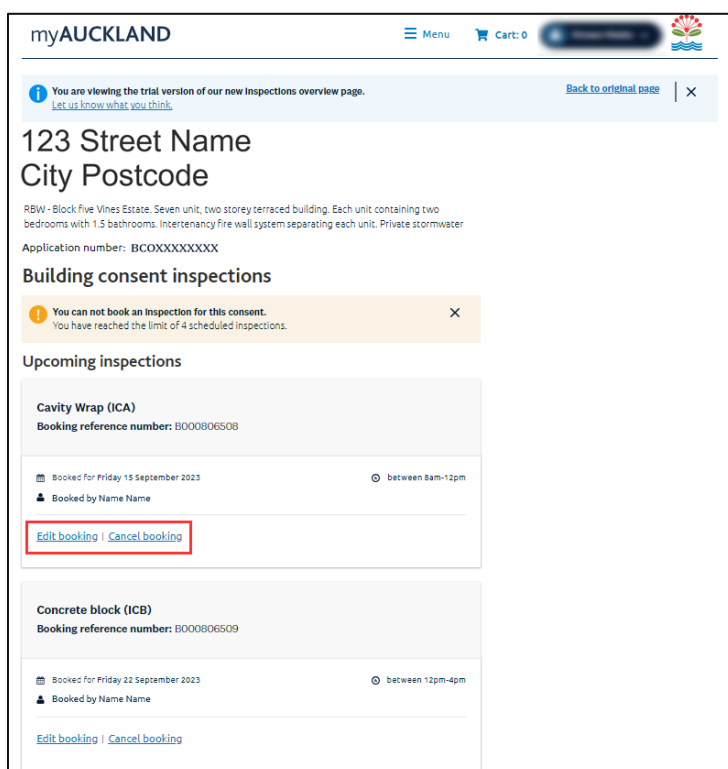 myAUCKLAND
Menu
Cart: 0
You are viewing the trial version of our new inspections overview page.
Back to original page
Let us know what you think.
123 Street Name
City Postcode
RBW - Block five Vines Estate. Seven unit, two storey terraced building. Each unit containing two
bedrooms with 1.5 bathrooms. Intertenancy fire wall system separating each unit. Private stormwater
Application number: BCOXXXXXXXX
Building consent inspections
You can not book an inspection for this consent.
You have reached the limit of 4 scheduled inspections.
Upcoming inspections
Cavity Wrap (ICA)
Booking reference number: B000806508
Booked for Friday 15 September 2023
between 8am-12pm
Booked by Name Name
Edit booking | Cancel booking
Concrete block (ICB)
Booking reference number: B000806509
Booked for Friday 22 September 2023
between 12pm-4pm
Booked by Name Name
Edit booking | Cancel booking